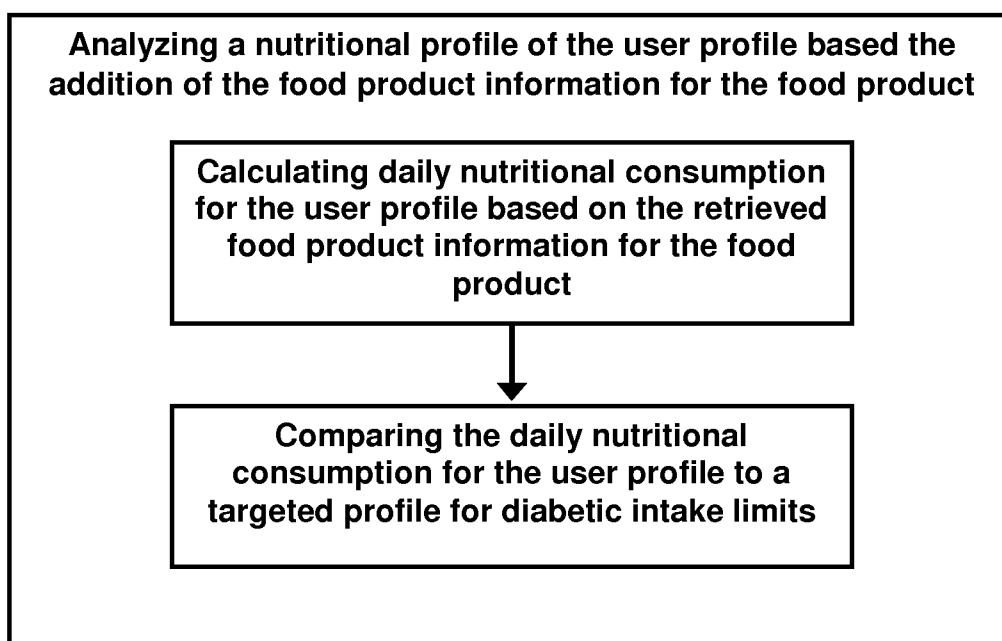 Analyzing a nutritional profile of the user profile based the
addition of the food product information for the food product
Calculating daily nutritional consumption
for the user profile based on the retrieved
food product information for the food
product
Comparing the daily nutritional
consumption for the user profile to a
targeted profile for diabetic intake limits